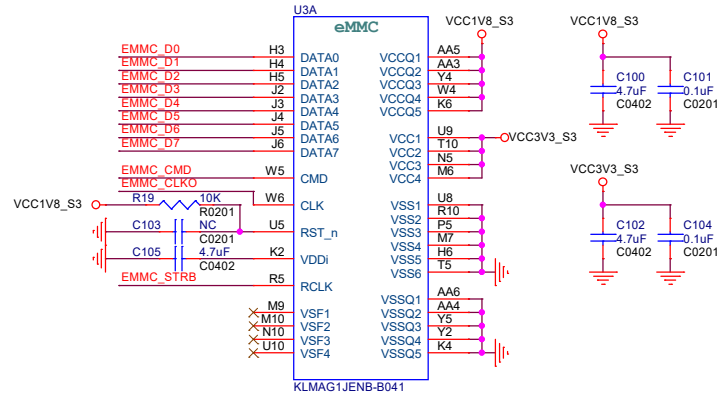 U3A
eMMC
VCC1V8_S3
VCC1V8_S3
EMMC_D0 H3 DATA0 VCCQ1 AA5
EMMC_D1 H4 DATA1 VCCQ2 AA3
EMMC_D2 H5 DATA2 VCCQ3 Y4
EMMC_D3 J2 DATA3 VCCQ4 W4
EMMC_D4 J3 DATA4 VCCQ5 K6
EMMC_D5 J4 DATA5
EMMC_D6 J5 DATA6 VCC1 U9 VCC3V3_S3
EMMC_D7 J6 DATA7 VCC2 T10
VCC3 N5
VCC4 M6
EMMC_CMD W5 CMD
EMMC_CLKO W6 CLK
VCC1V8_S3 R19 10K R0201
C103 NC C0201 U5 RST_n
C105 4.7uF C0402 K2 VDDi
EMMC_STRB R5 RCLK
VSS1 U8
VSS2 R10
VSS3 P5
VSS4 M7
VSS5 H6
VSS6 T5
M9 VSF1 VSSQ1 AA6
M10 VSF2 VSSQ2 AA4
N10 VSF3 VSSQ3 Y5
U10 VSF4 VSSQ4 Y2
VSSQ5 K4
KLMAG1JENB-B041
C100 C101
4.7uF 0.1uF
C0402 C0201
VCC3V3_S3
C102 C104
4.7uF 0.1uF
C0402 C0201